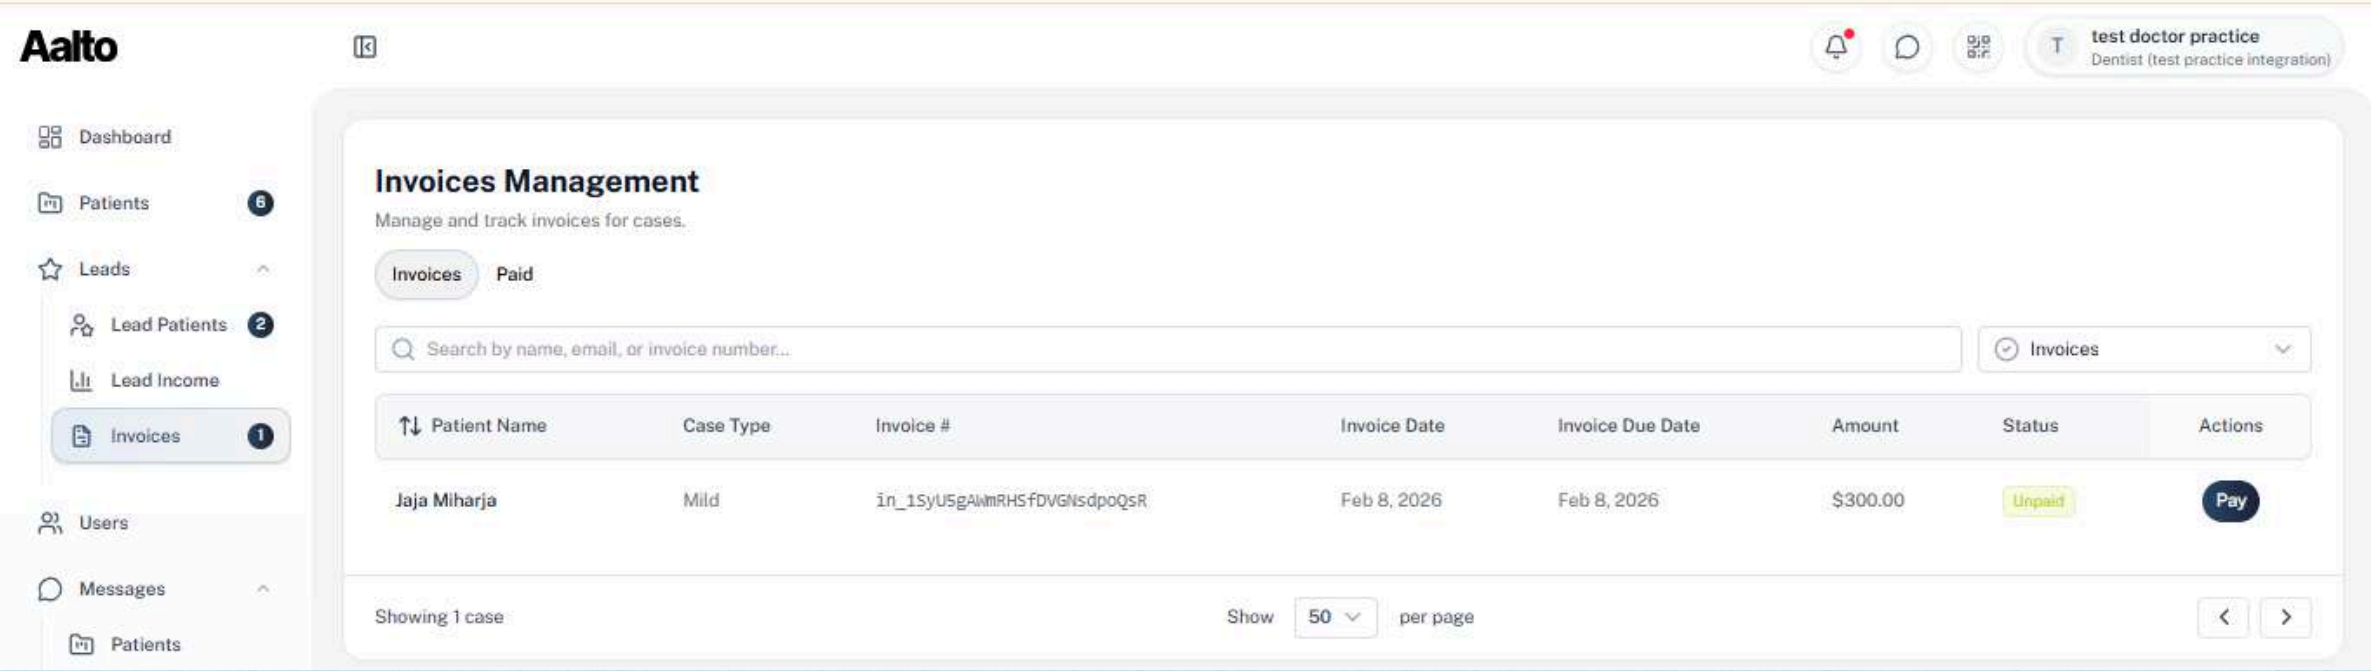 Aalto
T
test doctor practice
Dentist (test practice integration)
Dashboard
Patients 6
Leads
Lead Patients 2
Lead Income
Invoices 1
Users
Messages
Patients
Invoices Management
Manage and track invoices for cases.
Invoices Paid
Search by name, email, or invoice number...
Invoices
Patient Name Case Type Invoice # Invoice Date Invoice Due Date Amount Status Actions
Jaja Miharja Mild in_1SyU5gAWmRHSfDVGNsdpoQsR Feb 8, 2026 Feb 8, 2026 $300.00 Unpaid Pay
Showing 1 case Show 50 per page